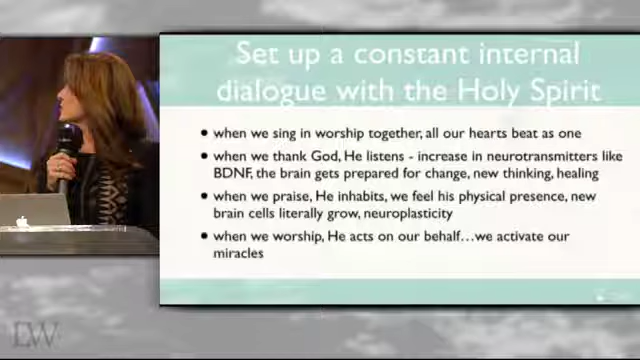 Set up a constant internal
dialogue with the Holy Spirit
• when we sing in worship together, all our hearts beat as one
• when we thank God, He listens - increase in neurotransmitters like
BDNF, the brain gets prepared for change, new thinking, healing
• when we praise, He inhabits, we feel his physical presence, new
brain cells literally grow, neuroplasticity
• when we worship, He acts on our behalf...we activate our
miracles
LW